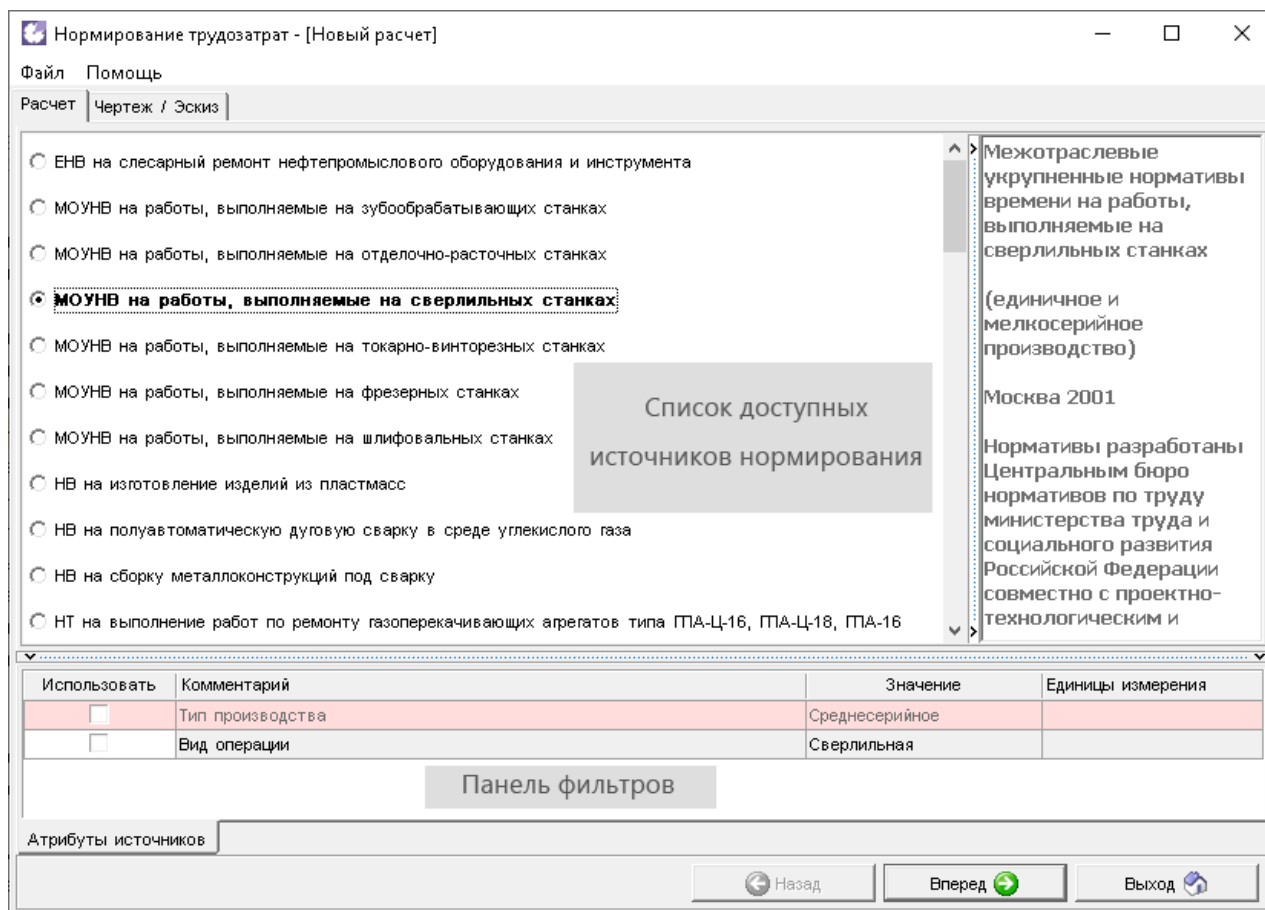 Нормирование трудозатрат - [Новый расчет]
Файл Помощь
Расчет Чертеж / Эскиз
ЕНВ на слесарный ремонт нефтепромыслового оборудования и инструмента
МОУНВ на работы, выполняемые на зубообрабатывающих станках
МОУНВ на работы, выполняемые на отделочно-расточных станках
МОУНВ на работы, выполняемые на сверлильных станках
МОУНВ на работы, выполняемые на токарно-винторезных станках
МОУНВ на работы, выполняемые на фрезерных станках
МОУНВ на работы, выполняемые на шлифовальных станках
НВ на изготовление изделий из пластмасс
НВ на полуавтоматическую дуговую сварку в среде углекислого газа
НВ на сборку металлоконструкций под сварку
НТ на выполнение работ по ремонту газоперекачивающих агрегатов типа ГПА-Ц-16, ГПА-Ц-18, ГПА-16
Список доступных
источников нормирования
Межотраслевые
укрупненные нормативы
времени на работы,
выполняемые на
сверлильных станках
(единичное и
мелкосерийное
производство)
Москва 2001
Нормативы разработаны
Центральным бюро
нормативов по труду
министерства труда и
социального развития
Российской Федерации
совместно с проектно-
технологическим и
Использовать Комментарий Значение Единицы измерения
Тип производства Среднесерийное
Вид операции Сверлильная
Панель фильтров
Атрибуты источников
Назад Вперед Выход